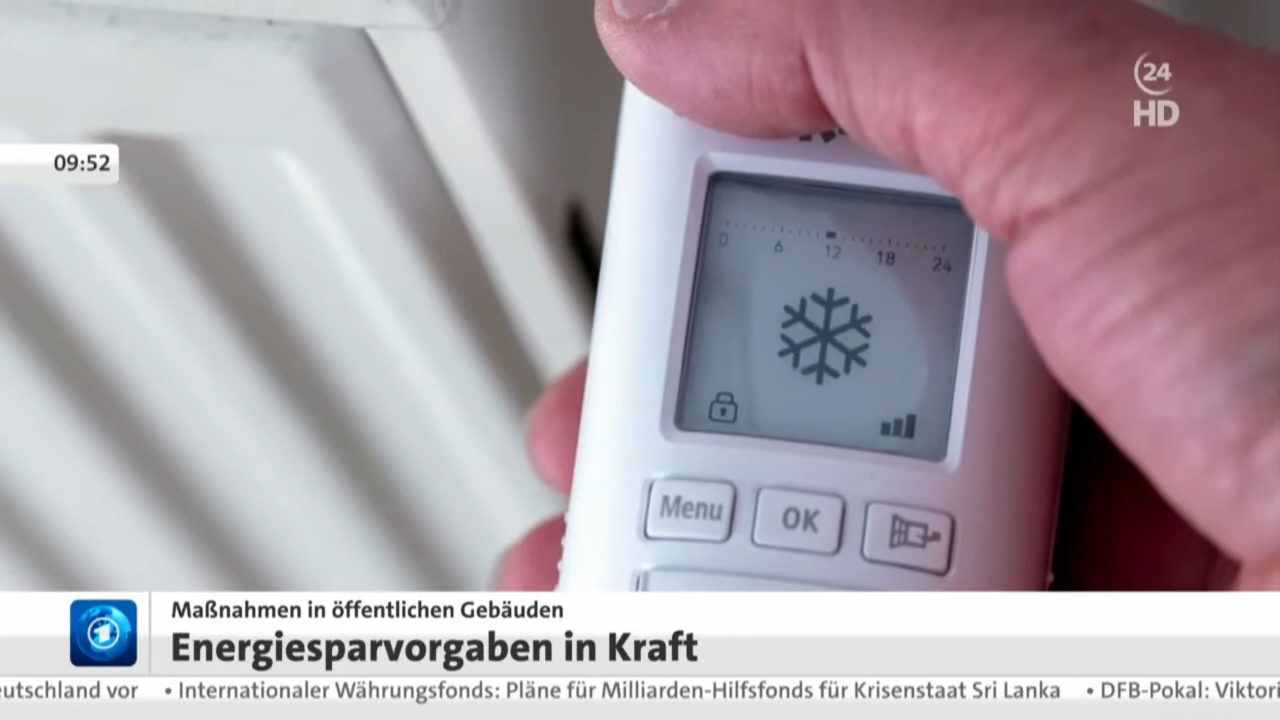 24
HD
09:52
0 6 12 18 24
Menu OK
Maßnahmen in öffentlichen Gebäuden
Energiesparvorgaben in Kraft
eutschland vor • Internationaler Währungsfonds: Pläne für Milliarden-Hilfsfonds für Krisenstaat Sri Lanka • DFB-Pokal: Viktori